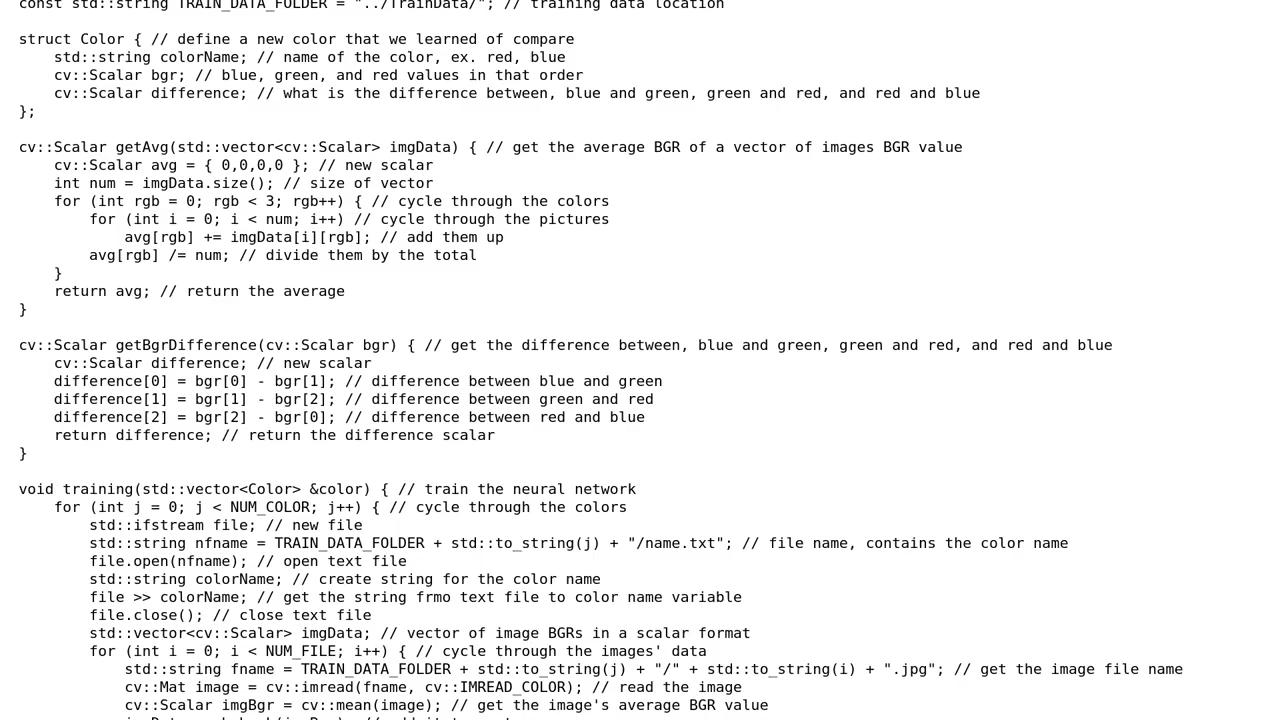 const std::string TRAIN_DATA_FOLDER = "../TrainData/"; // training data location
struct Color { // define a new color that we learned of compare
    std::string colorName; // name of the color, ex. red, blue
    cv::Scalar bgr; // blue, green, and red values in that order
    cv::Scalar difference; // what is the difference between, blue and green, green and red, and red and blue
};
cv::Scalar getAvg(std::vector<cv::Scalar> imgData) { // get the average BGR of a vector of images BGR value
    cv::Scalar avg = { 0,0,0,0 }; // new scalar
    int num = imgData.size(); // size of vector
    for (int rgb = 0; rgb < 3; rgb++) { // cycle through the colors
        for (int i = 0; i < num; i++) // cycle through the pictures
            avg[rgb] += imgData[i][rgb]; // add them up
        avg[rgb] /= num; // divide them by the total
    }
    return avg; // return the average
}
cv::Scalar getBgrDifference(cv::Scalar bgr) { // get the difference between, blue and green, green and red, and red and blue
    cv::Scalar difference; // new scalar
    difference[0] = bgr[0] - bgr[1]; // difference between blue and green
    difference[1] = bgr[1] - bgr[2]; // difference between green and red
    difference[2] = bgr[2] - bgr[0]; // difference between red and blue
    return difference; // return the difference scalar
}
void training(std::vector<Color> &color) { // train the neural network
    for (int j = 0; j < NUM_COLOR; j++) { // cycle through the colors
        std::ifstream file; // new file
        std::string nfname = TRAIN_DATA_FOLDER + std::to_string(j) + "/name.txt"; // file name, contains the color name
        file.open(nfname); // open text file
        std::string colorName; // create string for the color name
        file >> colorName; // get the string frmo text file to color name variable
        file.close(); // close text file
        std::vector<cv::Scalar> imgData; // vector of image BGRs in a scalar format
        for (int i = 0; i < NUM_FILE; i++) { // cycle through the images' data
            std::string fname = TRAIN_DATA_FOLDER + std::to_string(j) + "/" + std::to_string(i) + ".jpg"; // get the image file name
            cv::Mat image = cv::imread(fname, cv::IMREAD_COLOR); // read the image
            cv::Scalar imgBgr = cv::mean(image); // get the image's average BGR value